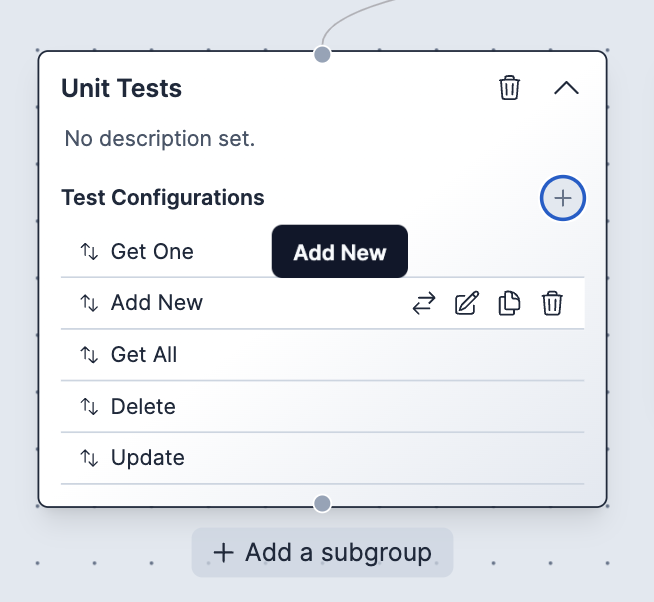 Unit Tests
No description set.
Test Configurations
Get One
Add New
Add New
Get All
Delete
Update
+ Add a subgroup